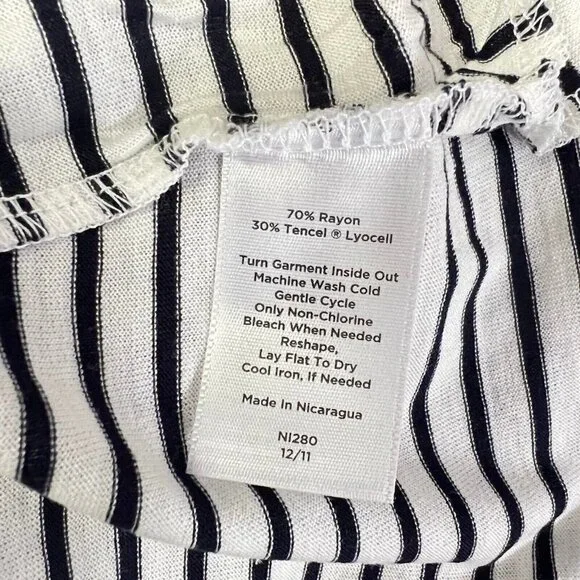 70% Rayon
30% Tencel ® Lyocell
Turn Garment Inside Out
Machine Wash Cold
Gentle Cycle
Only Non-Chlorine
Bleach When Needed
Reshape,
Lay Flat To Dry
Cool Iron, If Needed
Made In Nicaragua
NI280
12/11